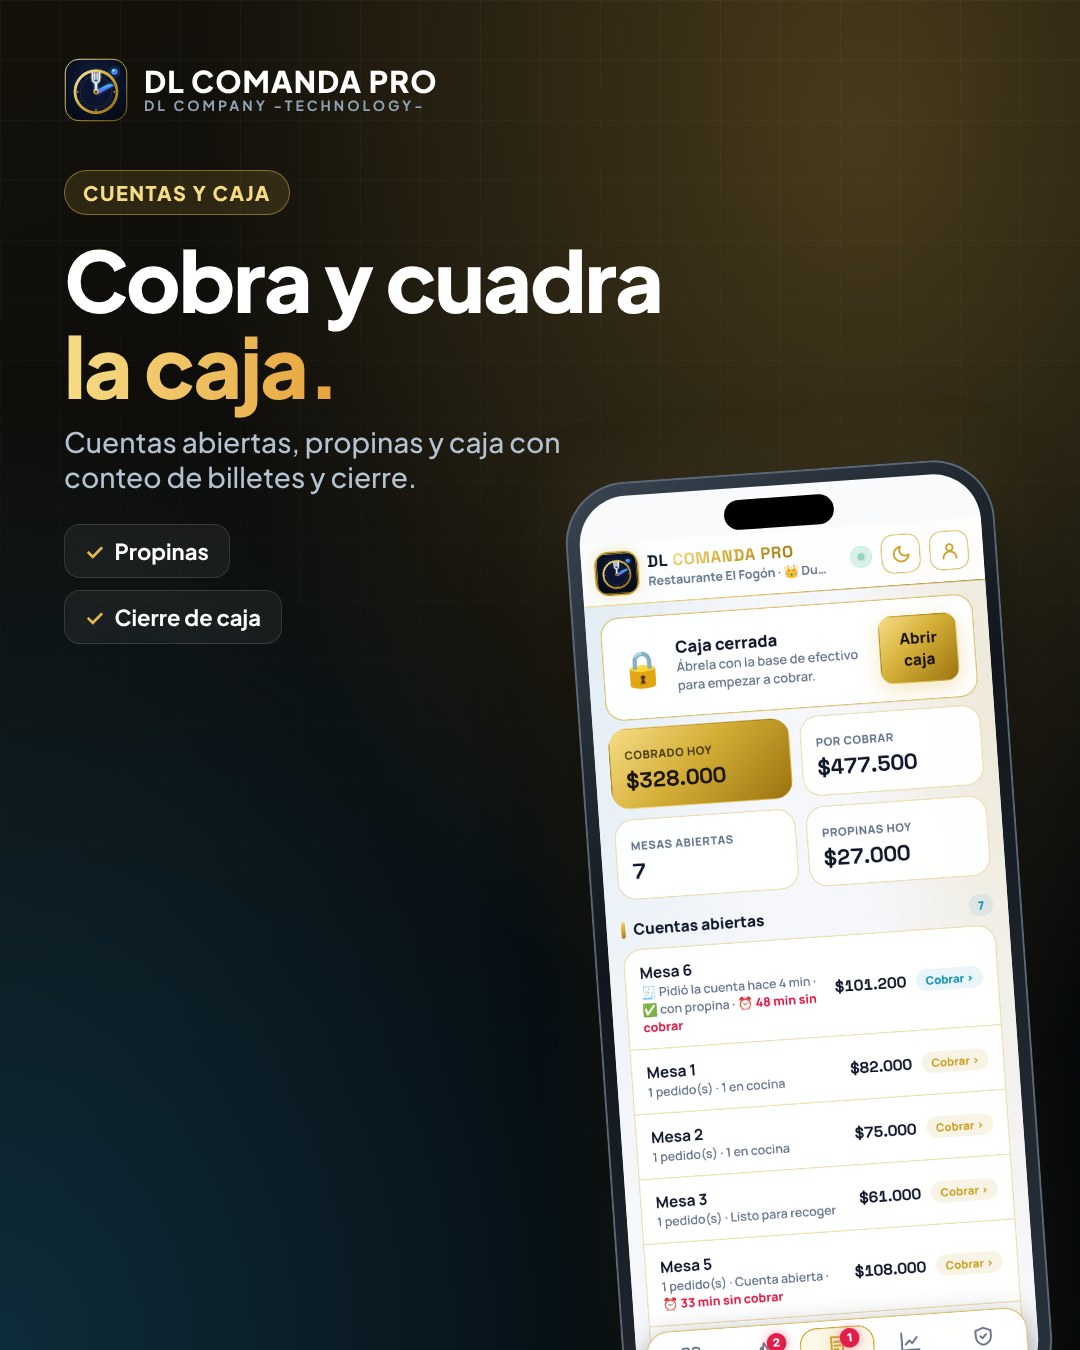 DL COMANDA PRO
DL COMPANY -TECHNOLOGY-
CUENTAS Y CAJA
Cobra y cuadra
la caja.
Cuentas abiertas, propinas y caja con
conteo de billetes y cierre.
✓ Propinas
✓ Cierre de caja
DL COMANDA PRO
Restaurante El Fogón · 👑 Du...
Caja cerrada
Ábrela con la base de efectivo
para empezar a cobrar.
Abrir
caja
COBRADO HOY
$328.000
POR COBRAR
$477.500
MESAS ABIERTAS
7
PROPINAS HOY
$27.000
Cuentas abiertas
7
Mesa 6
🧾 Pidió la cuenta hace 4 min ·
✅ con propina · ⏰ 48 min sin
cobrar
$101.200
Cobrar ›
Mesa 1
1 pedido(s) · 1 en cocina
$82.000
Cobrar ›
Mesa 2
1 pedido(s) · 1 en cocina
$75.000
Cobrar ›
Mesa 3
1 pedido(s) · Listo para recoger
$61.000
Cobrar ›
Mesa 5
1 pedido(s) · Cuenta abierta ·
⏰ 33 min sin cobrar
$108.000
Cobrar ›
2
1